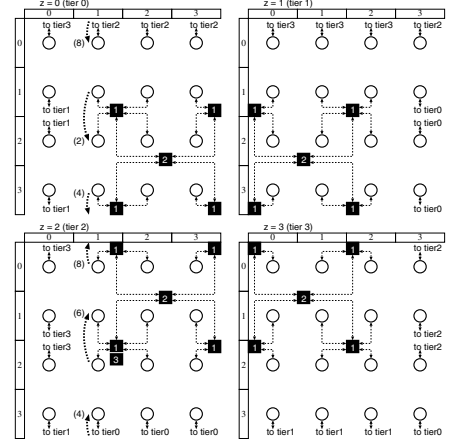 z = 0 (tier 0)
0 1 2 3
to tier3 to tier2 to tier2 to tier2
0 (8)
1
to tier1 1 1
to tier1
2 (2)
2
3 (4)
to tier1 1 1
z = 1 (tier 1)
0 1 2 3
to tier3 to tier3 to tier3 to tier2
0
1
1 1 to tier0
to tier0
2
2
3
1 1 to tier0
z = 2 (tier 2)
0 1 2 3
to tier3 1 1
0 (8)
2
1 (6)
to tier3
to tier3 1 1
2 3
3 (4)
to tier1 to tier0 to tier0 to tier0
z = 3 (tier 3)
0 1 2 3
1 1 to tier2
0
2
1
to tier2
1 1 to tier2
2
3
to tier1 to tier1 to tier1 to tier0